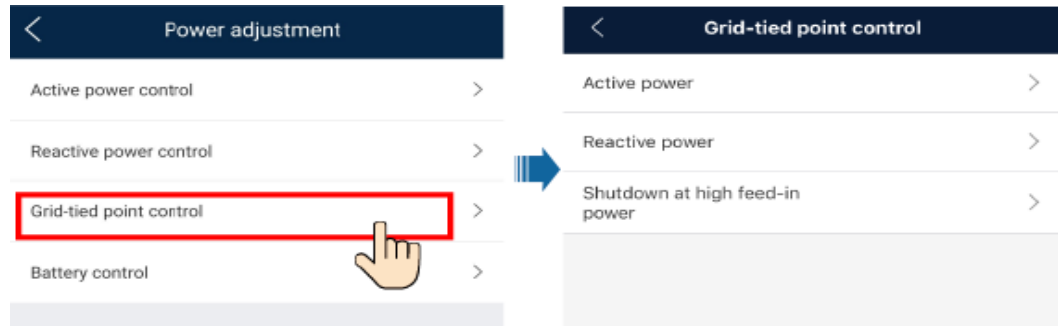 Power adjustment
Active power control
Reactive power control
Grid-tied point control
Battery control
Grid-tied point control
Active power
Reactive power
Shutdown at high feed-in
power